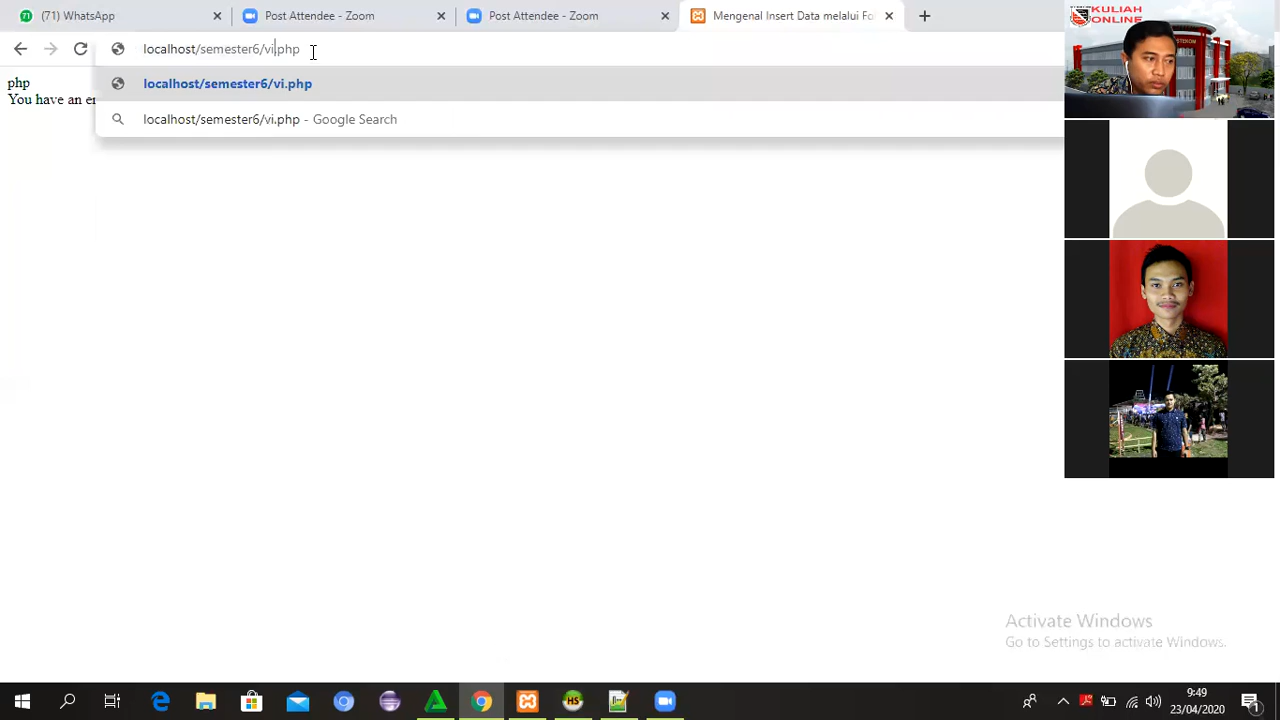 (71) WhatsApp
Post Attendee - Zoom
Post Attendee - Zoom
Mengenal Insert Data melalui Fo
localhost/semester6/vi.php
localhost/semester6/vi.php
localhost/semester6/vi.php - Google Search
php
You have an er
KULIAH
ONLINE
Activate Windows
Go to Settings to activate Windows.
9:49
23/04/2020